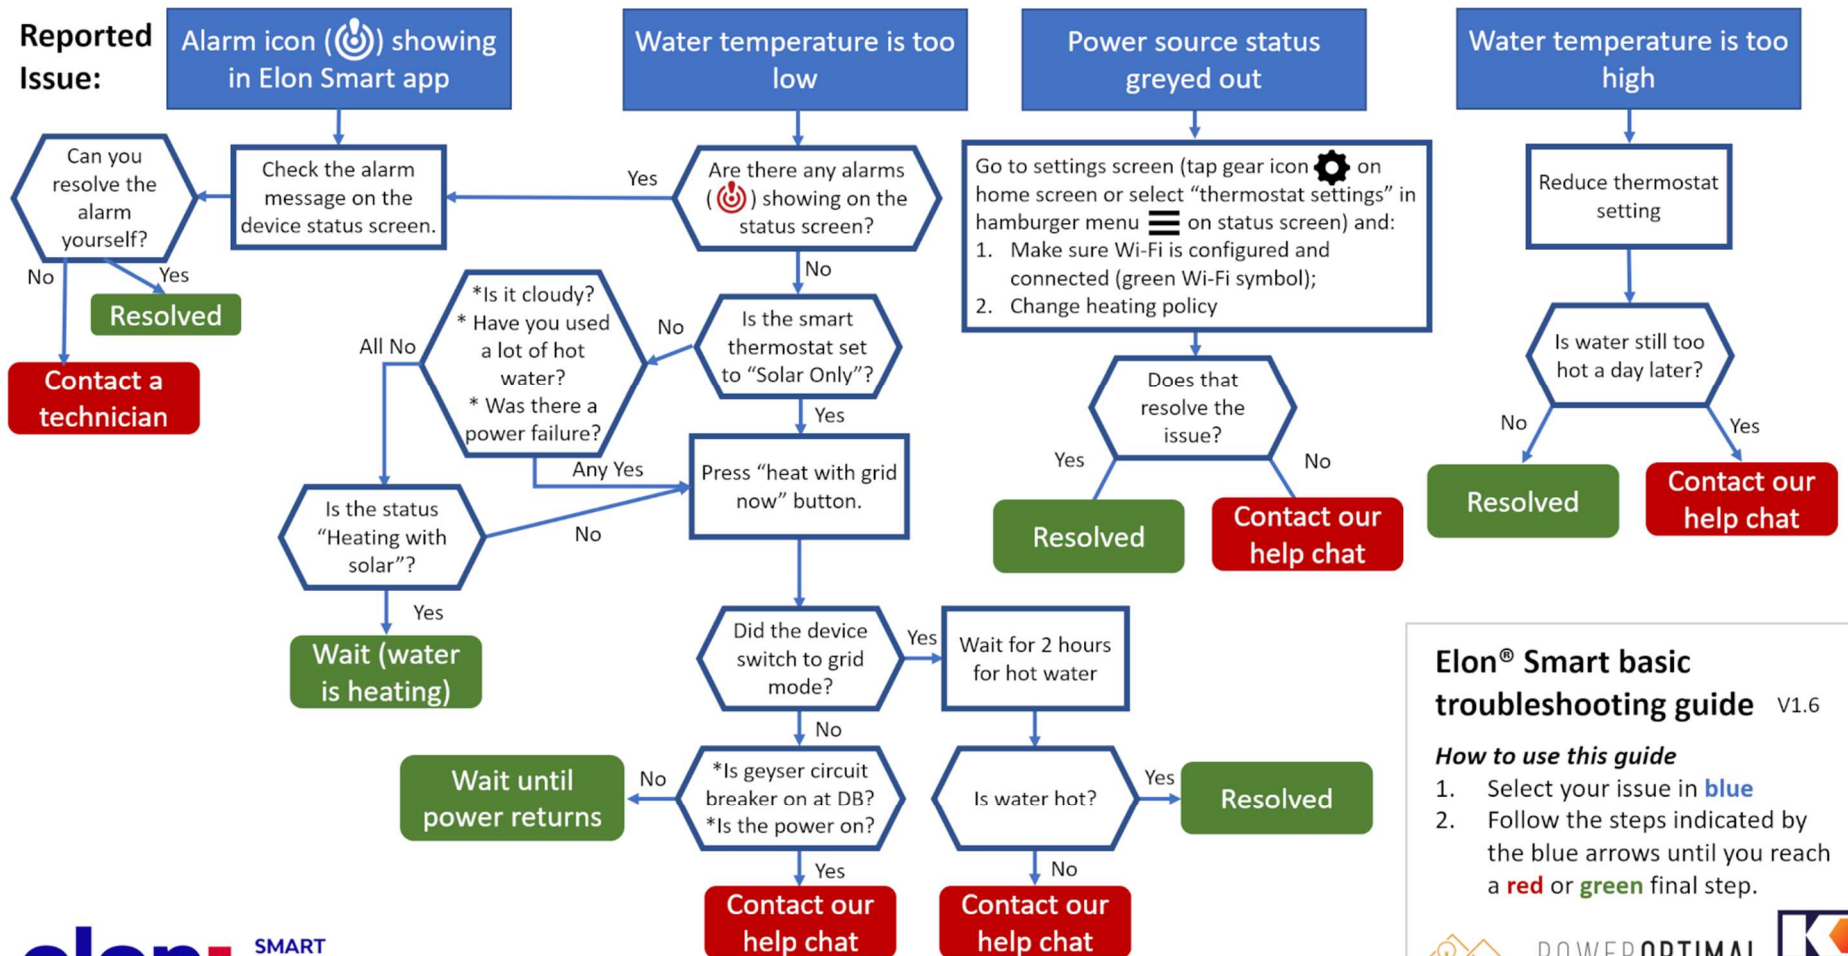 Reported
Issue:
Alarm icon () showing
in Elon Smart app
Water temperature is too
low
Power source status
greyed out
Water temperature is too
high
Can you
resolve the
alarm
yourself?
Check the alarm
message on the
device status screen.
Yes
Are there any alarms
() showing on the
status screen?
Go to settings screen (tap gear icon on
home screen or select “thermostat settings” in
hamburger menu on status screen) and:
1. Make sure Wi-Fi is configured and
connected (green Wi-Fi symbol);
2. Change heating policy
Reduce thermostat
setting
No
Yes
Resolved
Contact a
technician
No
*Is it cloudy?
* Have you used
a lot of hot
water?
* Was there a
power failure?
No
Is the smart
thermostat set
to “Solar Only”?
All No
Yes
Any Yes
Press “heat with grid
now” button.
Is the status
“Heating with
solar”?
No
Yes
Wait (water
is heating)
Does that
resolve the
issue?
Yes
No
Resolved
Contact our
help chat
Is water still too
hot a day later?
No
Yes
Resolved
Contact our
help chat
Did the device
switch to grid
mode?
Yes
Wait for 2 hours
for hot water
No
Wait until
power returns
No
*Is geyser circuit
breaker on at DB?
*Is the power on?
Is water hot?
Yes
Resolved
Yes
No
Contact our
help chat
Contact our
help chat
Elon® Smart basic
troubleshooting guide V1.6
How to use this guide
1. Select your issue in blue
2. Follow the steps indicated by
the blue arrows until you reach
a red or green final step.
elon
SMART
POWEROPTIMAL